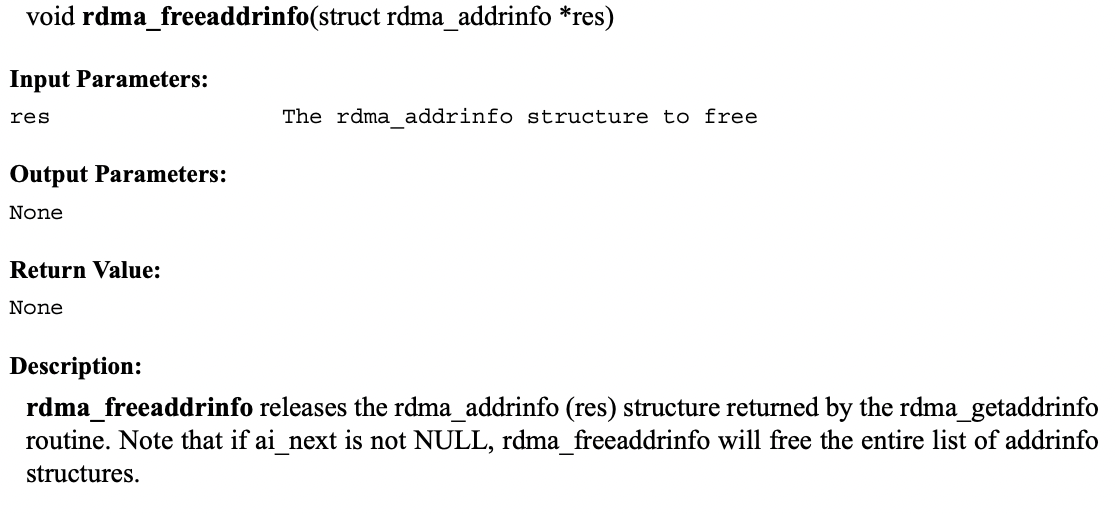 void rdma_freeaddrinfo(struct rdma_addrinfo *res)
Input Parameters:
res The rdma_addrinfo structure to free
Output Parameters:
None
Return Value:
None
Description:
rdma_freeaddrinfo releases the rdma_addrinfo (res) structure returned by the rdma_getaddrinfo
routine. Note that if ai_next is not NULL, rdma_freeaddrinfo will free the entire list of addrinfo
structures.